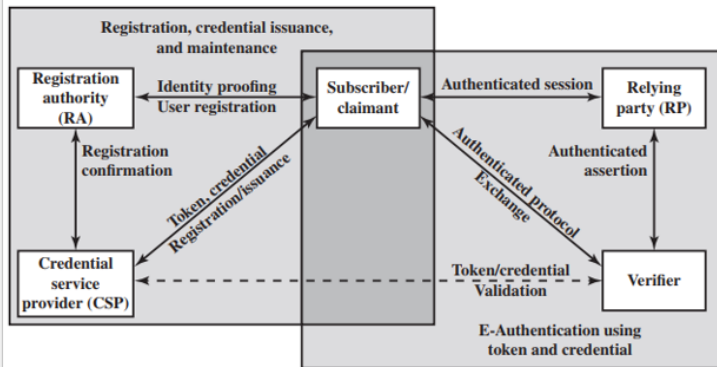 Registration, credential issuance,
and maintenance
Registration
authority
(RA)
Identity proofing
User registration
Subscriber/
claimant
Authenticated session
Relying
party (RP)
Registration
confirmation
Token, credential
Registration/issuance
Authenticated protocol
Exchange
Authenticated
assertion
Credential
service
provider (CSP)
Token/credential
Validation
Verifier
E-Authentication using
token and credential